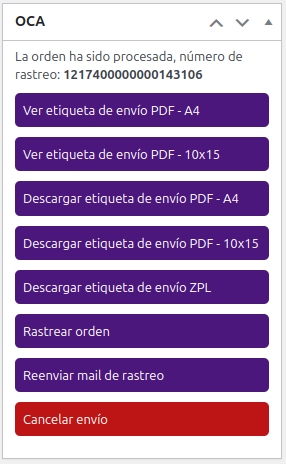 OCA
La orden ha sido procesada, número de
rastreo: 1217400000000143106
Ver etiqueta de envío PDF - A4
Ver etiqueta de envío PDF - 10x15
Descargar etiqueta de envío PDF - A4
Descargar etiqueta de envío PDF - 10x15
Descargar etiqueta de envío ZPL
Rastrear orden
Reenviar mail de rastreo
Cancelar envío